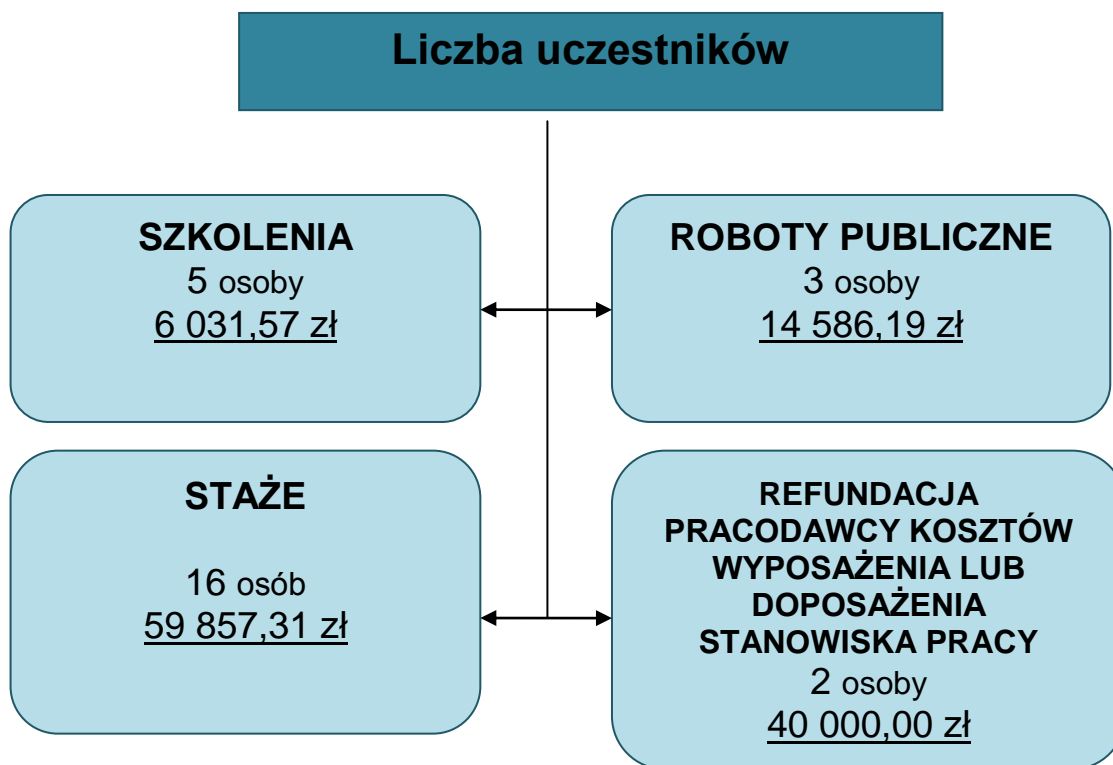 Liczba uczestników
SZKOLENIA
5 osoby
6 031,57 zł
ROBOTY PUBLICZNE
3 osoby
14 586,19 zł
STAŻE
16 osób
59 857,31 zł
REFUNDACJA
PRACODAWCY KOSZTÓW
WYPOSAŻENIA LUB
DOPOSAŻENIA
STANOWISKA PRACY
2 osoby
40 000,00 zł